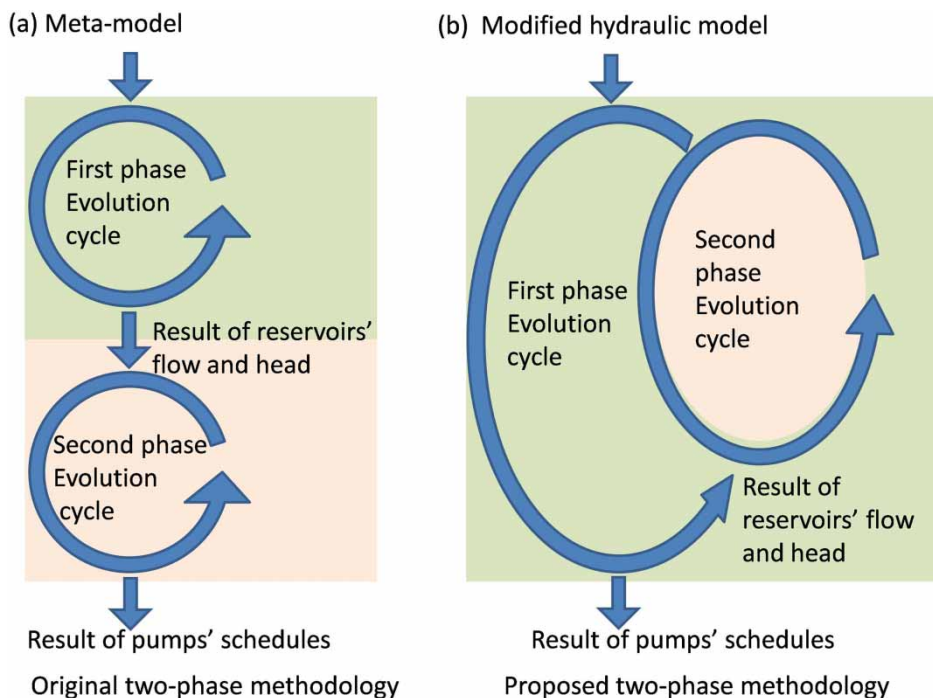 (a) Meta-model
First phase
Evolution
cycle
Result of reservoirs'
flow and head
Second phase
Evolution
cycle
Result of pumps' schedules
Original two-phase methodology
(b) Modified hydraulic model
First phase
Evolution
cycle
Second
phase
Evolution
cycle
Result of
reservoirs' flow
and head
Result of pumps' schedules
Proposed two-phase methodology